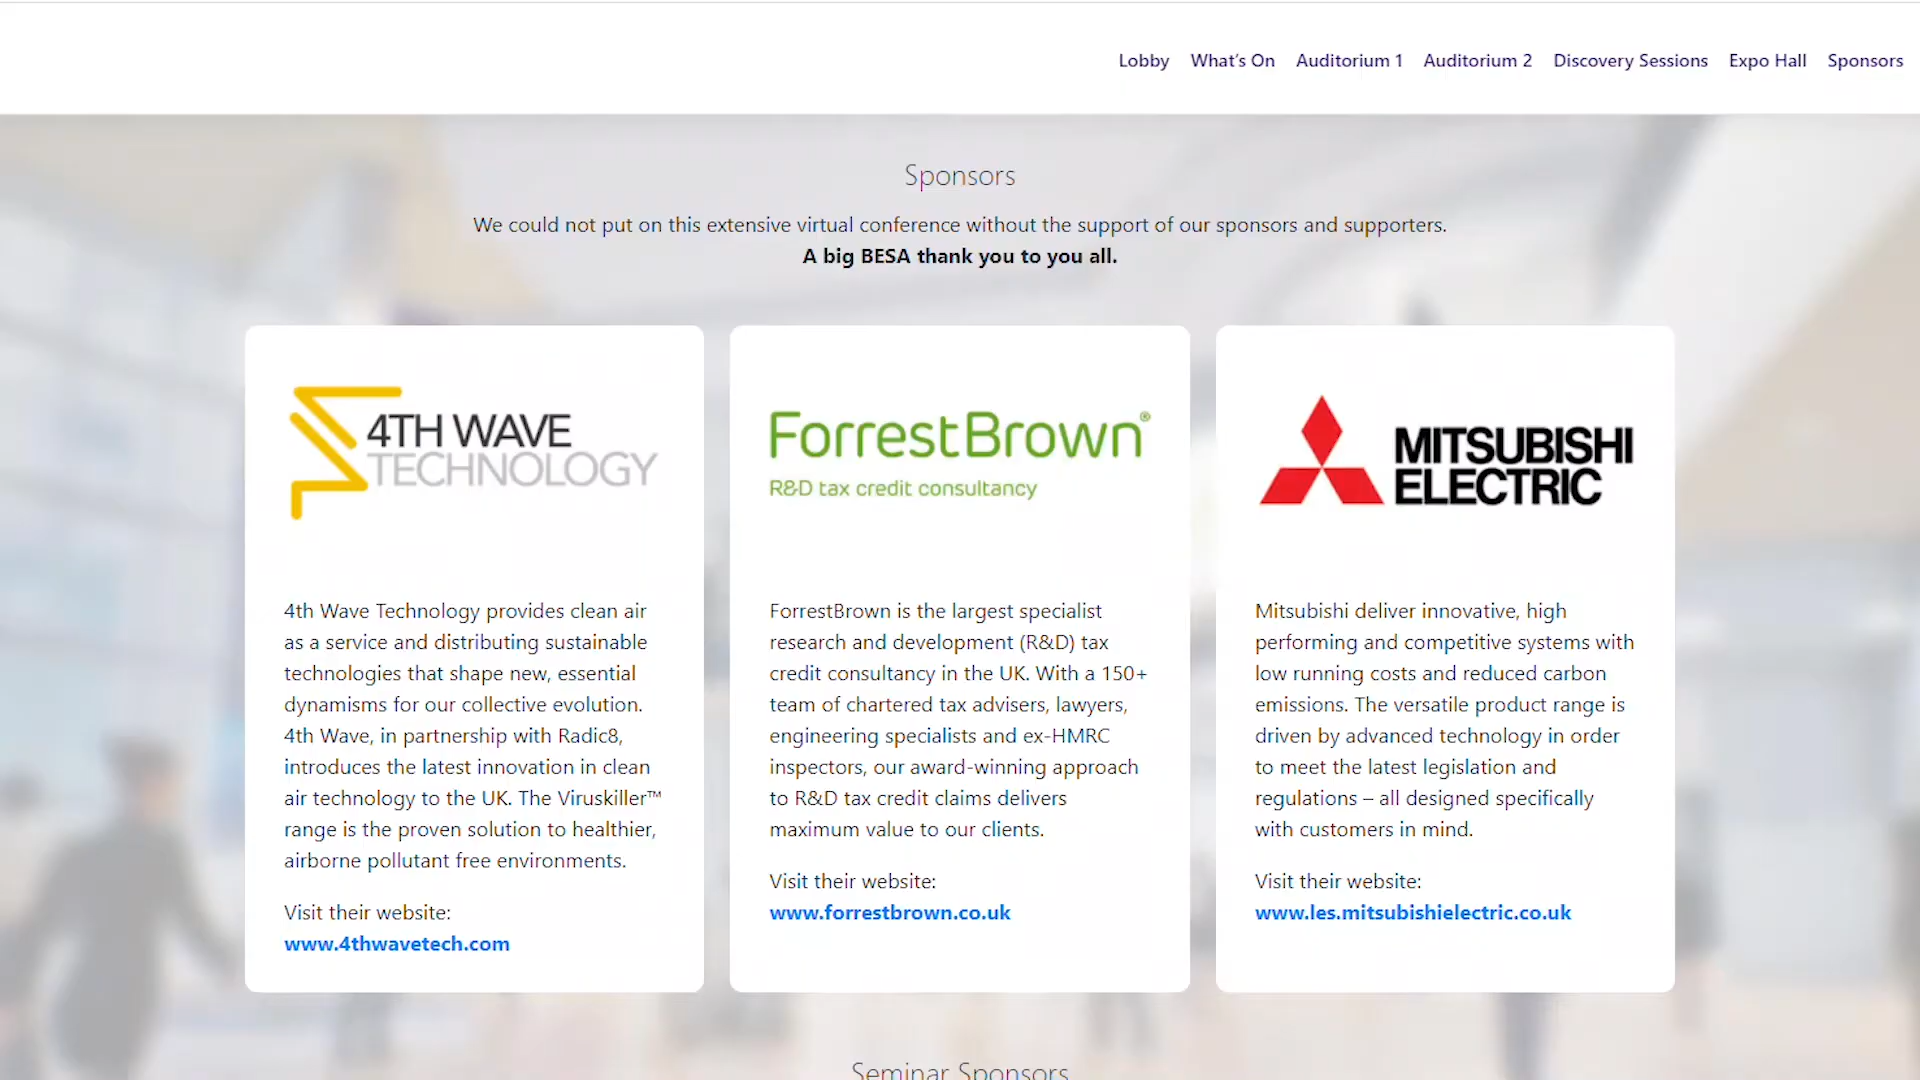 Lobby What's On Auditorium 1 Auditorium 2 Discovery Sessions Expo Hall Sponsors
Sponsors
We could not put on this extensive virtual conference without the support of our sponsors and supporters.
A big BESA thank you to you all.
4TH WAVE
TECHNOLOGY
4th Wave Technology provides clean air
as a service and distributing sustainable
technologies that shape new, essential
dynamisms for our collective evolution.
4th Wave, in partnership with Radic8,
introduces the latest innovation in clean
air technology to the UK. The Viruskiller™
range is the proven solution to healthier,
airborne pollutant free environments.
Visit their website:
www.4thwavetech.com
ForrestBrown®
R&D tax credit consultancy
ForrestBrown is the largest specialist
research and development (R&D) tax
credit consultancy in the UK. With a 150+
team of chartered tax advisers, lawyers,
engineering specialists and ex-HMRC
inspectors, our award-winning approach
to R&D tax credit claims delivers
maximum value to our clients.
Visit their website:
www.forrestbrown.co.uk
MITSUBISHI
ELECTRIC
Mitsubishi deliver innovative, high
performing and competitive systems with
low running costs and reduced carbon
emissions. The versatile product range is
driven by advanced technology in order
to meet the latest legislation and
regulations – all designed specifically
with customers in mind.
Visit their website:
www.les.mitsubishielectric.co.uk
Seminar Sponsors